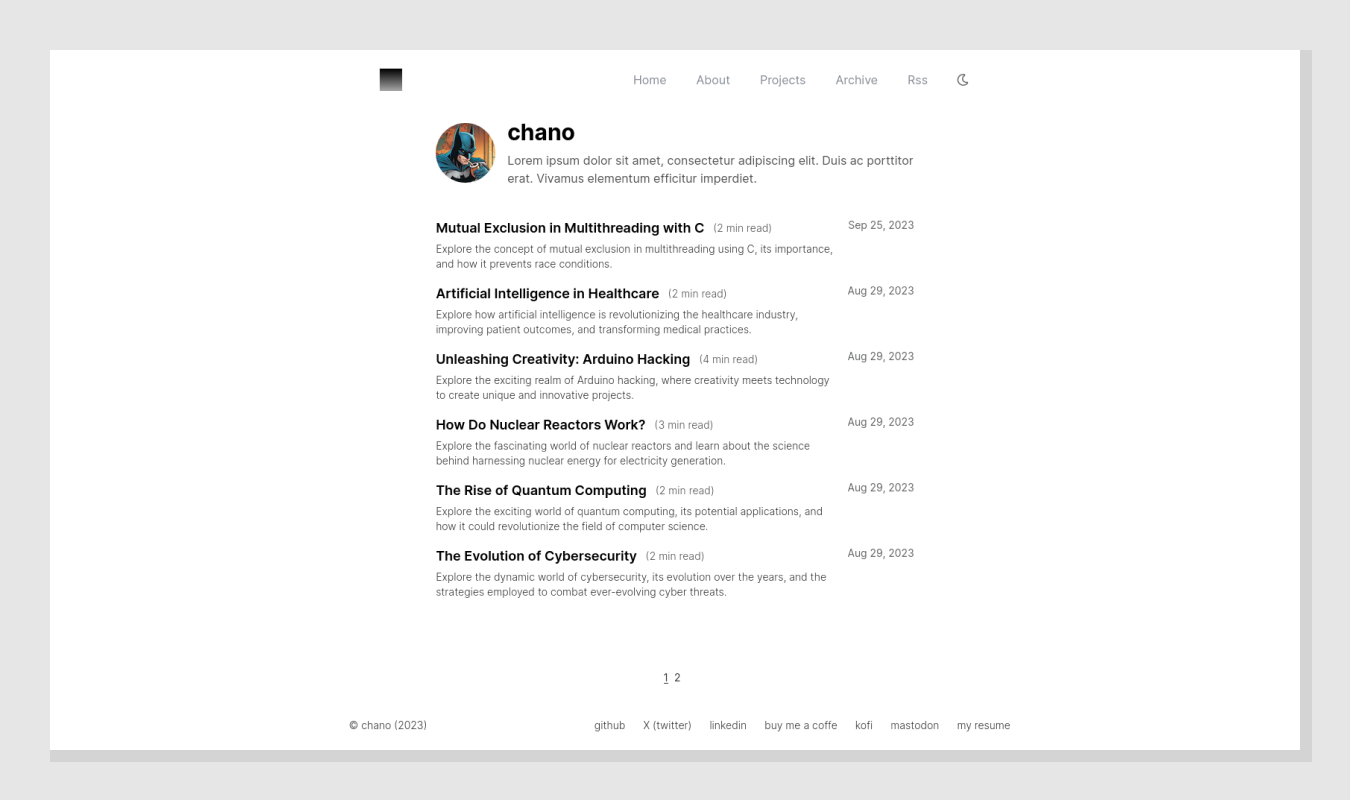 Home About Projects Archive Rss
chano
Lorem ipsum dolor sit amet, consectetur adipiscing elit. Duis ac porttitor
erat. Vivamus elementum efficitur imperdiet.
Mutual Exclusion in Multithreading with C (2 min read) Sep 25, 2023
Explore the concept of mutual exclusion in multithreading using C, its importance,
and how it prevents race conditions.
Artificial Intelligence in Healthcare (2 min read) Aug 29, 2023
Explore how artificial intelligence is revolutionizing the healthcare industry,
improving patient outcomes, and transforming medical practices.
Unleashing Creativity: Arduino Hacking (4 min read) Aug 29, 2023
Explore the exciting realm of Arduino hacking, where creativity meets technology
to create unique and innovative projects.
How Do Nuclear Reactors Work? (3 min read) Aug 29, 2023
Explore the fascinating world of nuclear reactors and learn about the science
behind harnessing nuclear energy for electricity generation.
The Rise of Quantum Computing (2 min read) Aug 29, 2023
Explore the exciting world of quantum computing, its potential applications, and
how it could revolutionize the field of computer science.
The Evolution of Cybersecurity (2 min read) Aug 29, 2023
Explore the dynamic world of cybersecurity, its evolution over the years, and the
strategies employed to combat ever-evolving cyber threats.
1 2
© chano (2023) github X (twitter) linkedin buy me a coffe kofi mastodon my resume